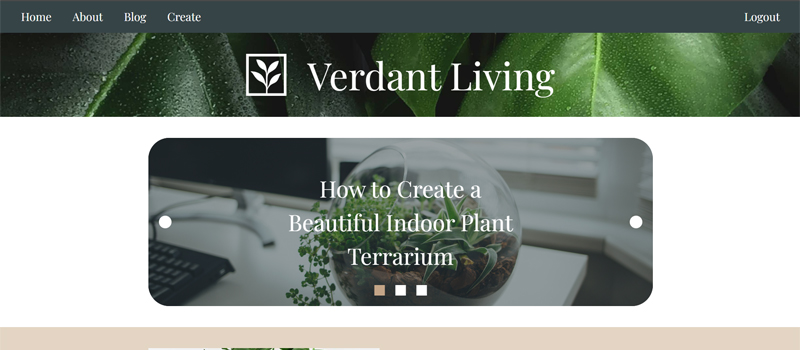 Home
About
Blog
Create
Logout
Verdant Living
How to Create a
Beautiful Indoor Plant
Terrarium